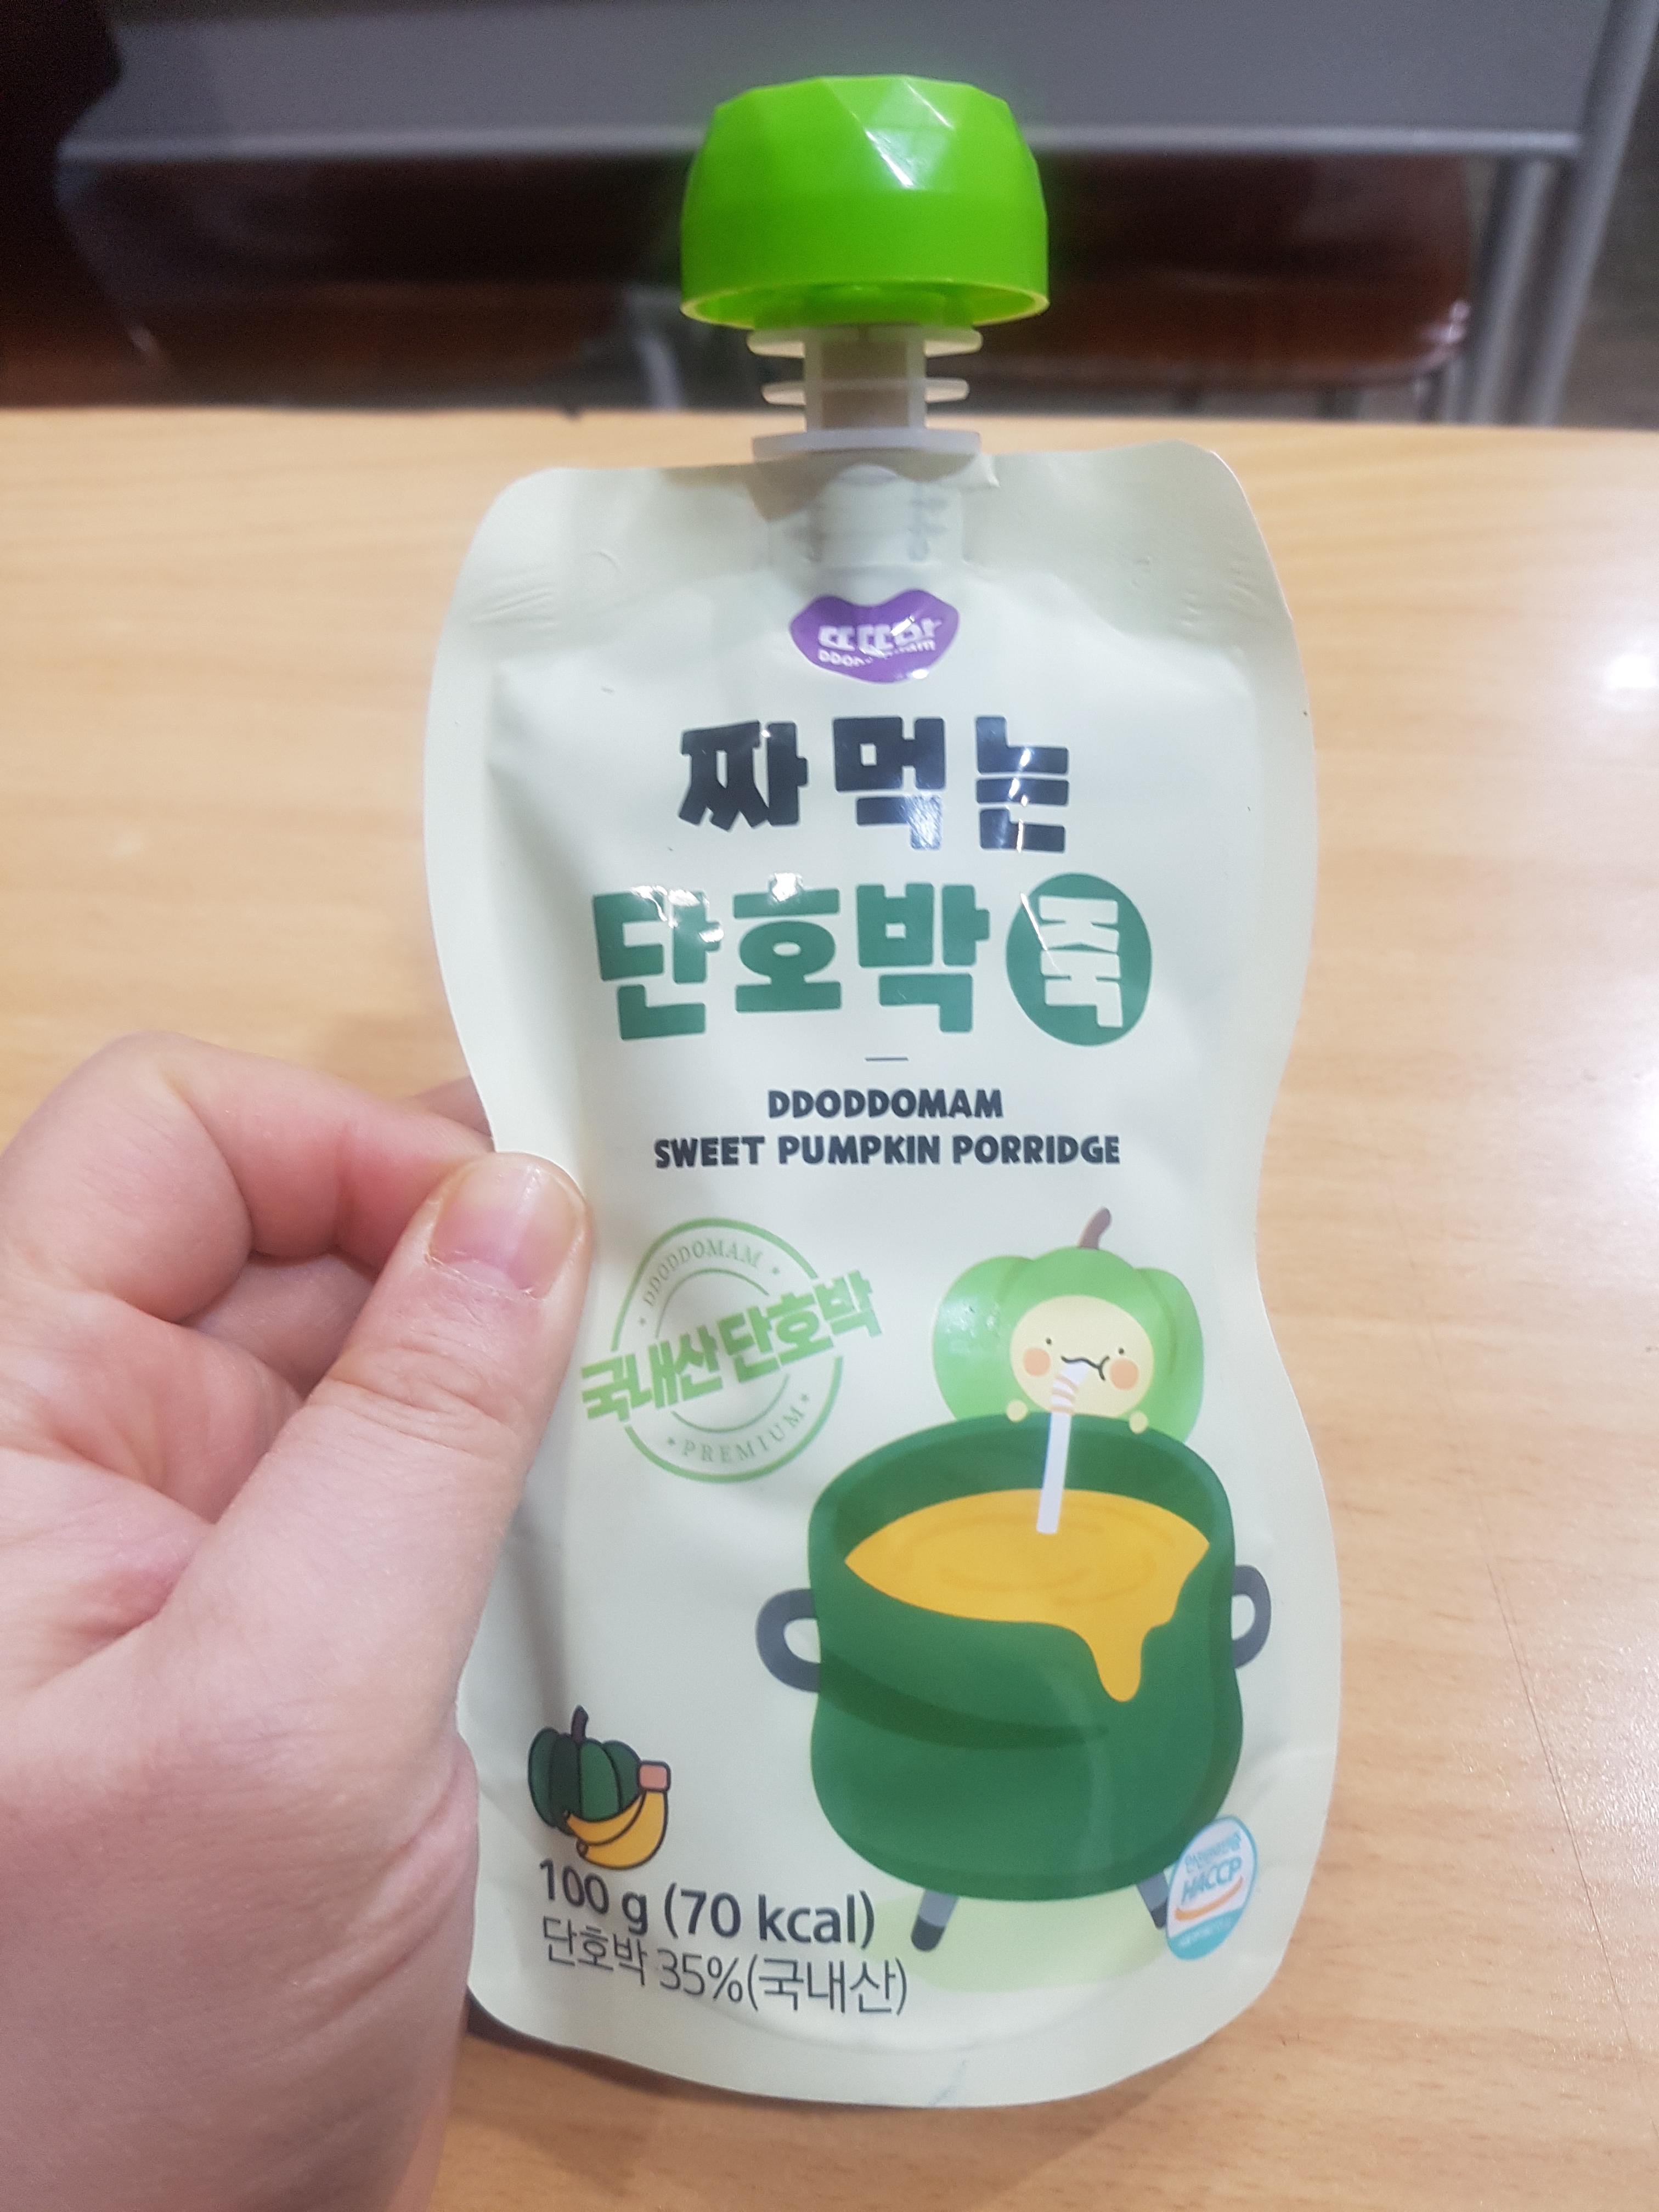 또또맘
짜 먹는
단호박 죽
DDODDOMAM
SWEET PUMPKIN PORRIDGE
DDODDOMAM
국내산 단호박
PREMIUM
100 g (70 kcal)
단호박 35%(국내산)
HACCP